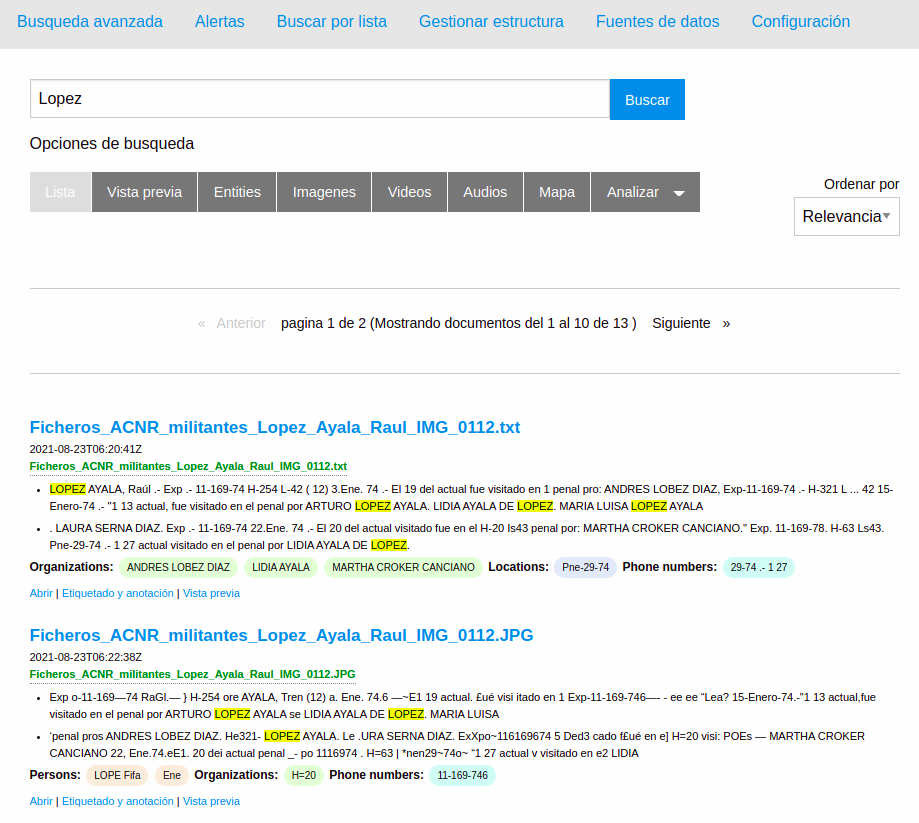 Busqueda avanzada Alertas Buscar por lista Gestionar estructura Fuentes de datos Configuración
Lopez Buscar
Opciones de busqueda
Ordenar por
Lista Vista previa Entities Imagenes Videos Audios Mapa Analizar
Relevancia
« Anterior pagina 1 de 2 (Mostrando documentos del 1 al 10 de 13 ) Siguiente »
Ficheros_ACNR_militantes_Lopez_Ayala_Raul_IMG_0112.txt
2021-08-23T06:20:41Z
Ficheros_ACNR_militantes_Lopez_Ayala_Raul_IMG_0112.txt
• LOPEZ AYALA, Raúl .- Exp .- 11-169-74 H-254 L-42 ( 12) 3.Ene. 74 .- El 19 del actual fue visitado en 1 penal pro: ANDRES LOBEZ DIAZ, Exp-11-169-74 .- H-321 L ... 42 15-
Enero-74 .- "1 13 actual, fue visitado en el penal por ARTURO LOPEZ AYALA. LIDIA AYALA DE LOPEZ. MARIA LUISA LOPEZ AYALA
• . LAURA SERNA DIAZ. Exp .- 11-169-74 22.Ene. 74 .- El 20 del actual visitado fue en el H-20 ls43 penal por: MARTHA CROKER CANCIANO." Exp. 11-169-78. H-63 Ls43.
Pne-29-74 .- 1 27 actual visitado en el penal por LIDIA AYALA DE LOPEZ.
Organizations: ANDRES LOBEZ DIAZ LIDIA AYALA MARTHA CROKER CANCIANO Locations: Pne-29-74 Phone numbers: 29-74 .- 1 27
Abrir | Etiquetado y anotación | Vista previa
Ficheros_ACNR_militantes_Lopez_Ayala_Raul_IMG_0112.JPG
2021-08-23T06:22:38Z
Ficheros_ACNR_militantes_Lopez_Ayala_Raul_IMG_0112.JPG
• Exp o-11-169—74 RaGl.— } H-254 ore AYALA, Tren (12) a. Ene. 74.6 —~E1 19 actual. £ué visi itado en 1 Exp-11-169-746—- - ee ee “Lea? 15-Enero-74.-"1 13 actual,fue
visitado en el penal por ARTURO LOPEZ AYALA se LIDIA AYALA DE LOPEZ. MARIA LUISA
• ‘penal pros ANDRES LOBEZ DIAZ. He321- LOPEZ AYALA. Le .URA SERNA DIAZ. ExXpo~116169674 5 Ded3 cado f£ué en e] H=20 visi: POEs — MARTHA CROKER
CANCIANO 22, Ene.74.eE1. 20 dei actual penal _- po 1116974 . H=63 | *nen29~74o~ “1 27 actual v visitado en e2 LIDIA
Persons: LOPE Fifa Ene Organizations: H=20 Phone numbers: 11-169-746
Abrir | Etiquetado y anotación | Vista previa